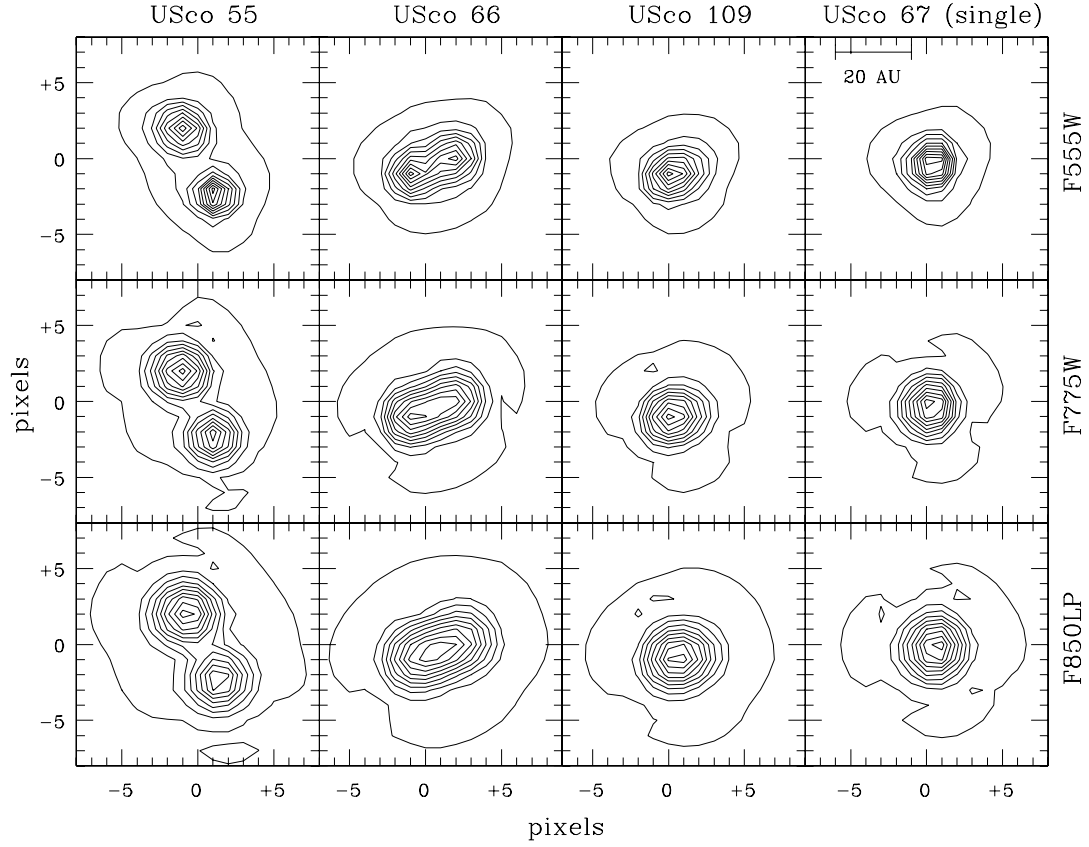 USco 55 USco 66 USco 109 USco 67 (single)
+5 0 −5 20 AU F555W
+5 0 −5 F775W
pixels
+5 0 −5 F850LP
−5 0 +5 −5 0 +5 −5 0 +5 −5 0 +5
pixels